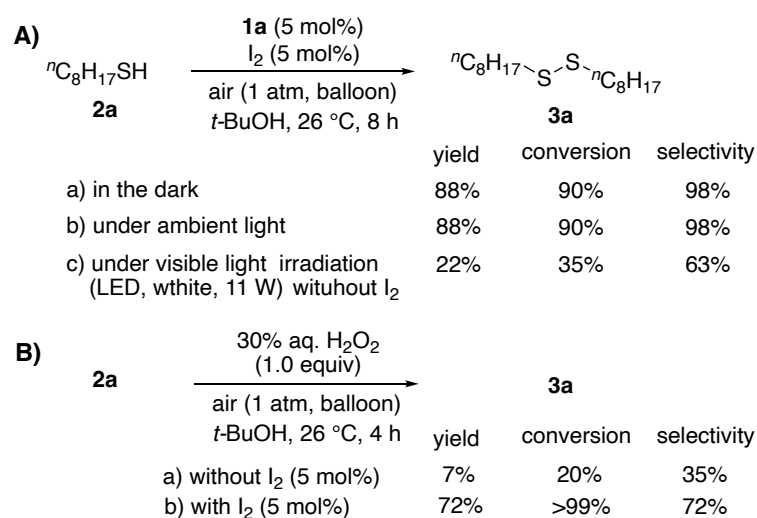 A)
1a (5 mol%)
I2 (5 mol%)
nC8H17SH
2a
air (1 atm, balloon)
t-BuOH, 26 °C, 8 h
nC8H17 S S nC8H17
3a
yield conversion selectivity
a) in the dark 88% 90% 98%
b) under ambient light 88% 90% 98%
c) under visible light irradiation 22% 35% 63%
(LED, wthite, 11 W) wituhout I2
B)
2a
30% aq. H2O2
(1.0 equiv)
air (1 atm, balloon)
t-BuOH, 26 °C, 4 h
3a
yield conversion selectivity
a) without I2 (5 mol%) 7% 20% 35%
b) with I2 (5 mol%) 72% >99% 72%